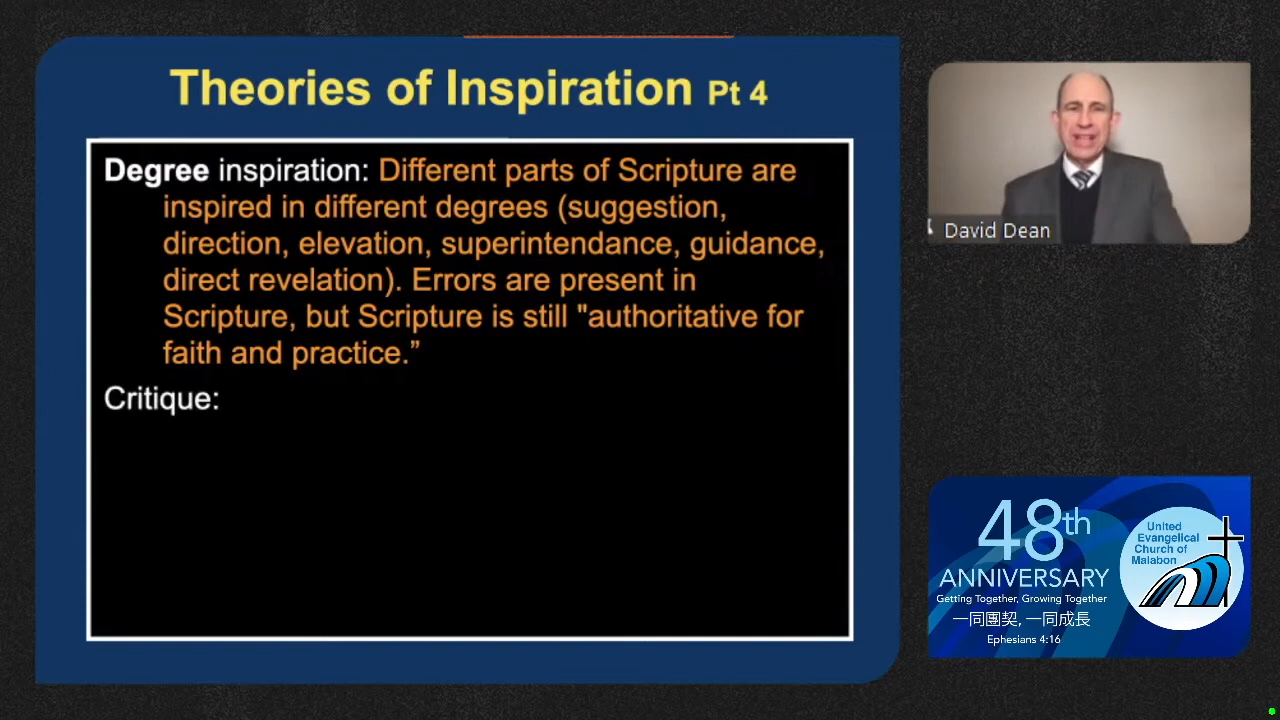 Theories of Inspiration Pt 4
Degree inspiration: Different parts of Scripture are
inspired in different degrees (suggestion,
direction, elevation, superintendance, guidance,
direct revelation). Errors are present in
Scripture, but Scripture is still "authoritative for
faith and practice.”
Critique:
David Dean
48th
ANNIVERSARY
Getting Together, Growing Together
一同團契, 一同成長
Ephesians 4:16
United
Evangelical
Church of
Malabon